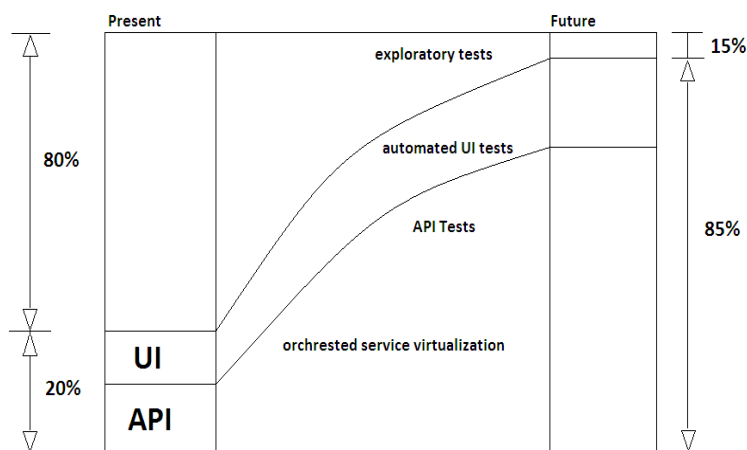 Present
Future
exploratory tests
15%
80%
automated UI tests
API Tests
85%
orchrested service virtualization
UI
20%
API